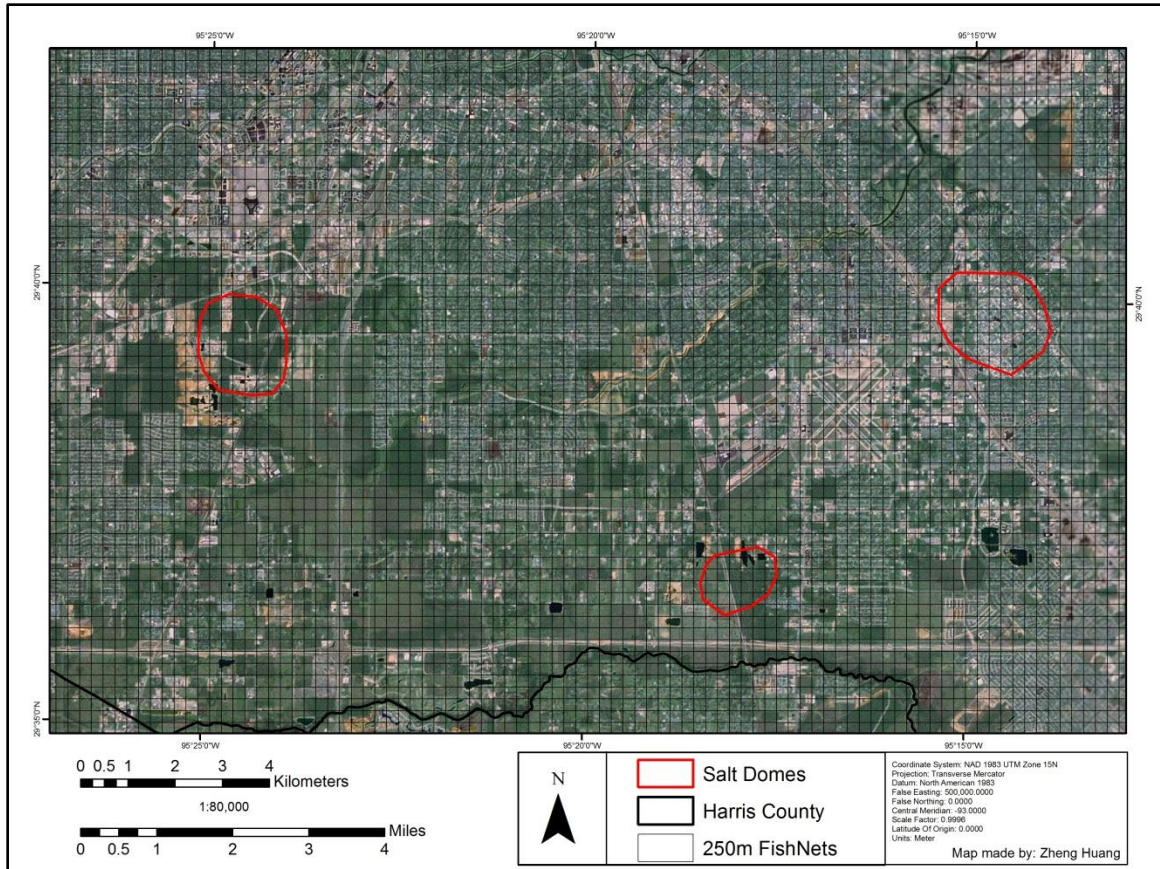 95°25'0"W 95°20'0"W 95°15'0"W
29°40'0"N
29°40'0"N
29°35'0"N
95°25'0"W 95°20'0"W 95°15'0"W
0 0.5 1 2 3 4
Kilometers
1:80,000
Miles
0 0.5 1 2 3 4
N
Salt Domes
Harris County
250m FishNets
Coordinate System: NAD 1983 UTM Zone 15N
Projection: Transverse Mercator
Datum: North American 1983
False Easting: 500,000.0000
False Northing: 0.0000
Central Meridian: -93.0000
Scale Factor: 0.9996
Latitude Of Origin: 0.0000
Units: Meter
Map made by: Zheng Huang